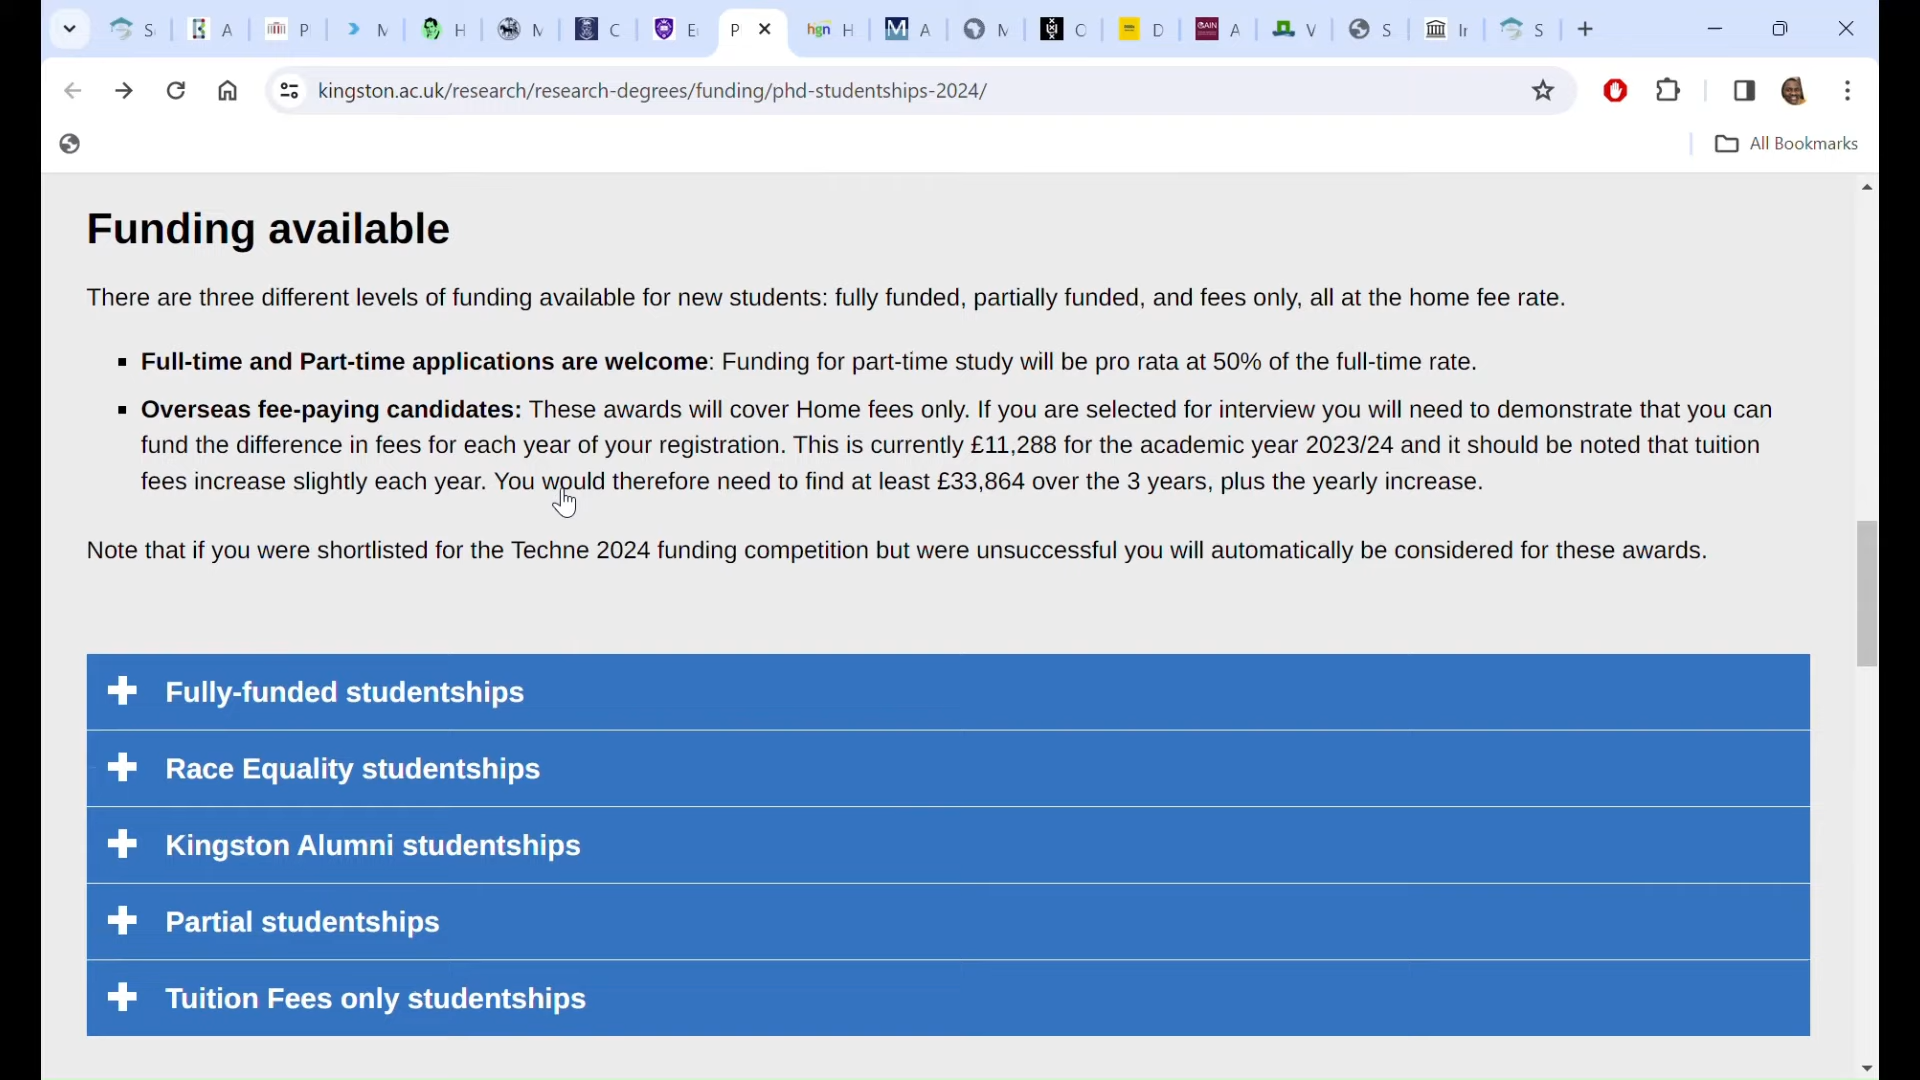 S
A
P
M
H
M
C
E
P
hgn H
M A
M
C
D
GAIN A
V
S
Ir
S
kingston.ac.uk/research/research-degrees/funding/phd-studentships-2024/
All Bookmarks
Funding available
There are three different levels of funding available for new students: fully funded, partially funded, and fees only, all at the home fee rate.
Full-time and Part-time applications are welcome: Funding for part-time study will be pro rata at 50% of the full-time rate.
Overseas fee-paying candidates: These awards will cover Home fees only. If you are selected for interview you will need to demonstrate that you can
fund the difference in fees for each year of your registration. This is currently £11,288 for the academic year 2023/24 and it should be noted that tuition
fees increase slightly each year. You would therefore need to find at least £33,864 over the 3 years, plus the yearly increase.
Note that if you were shortlisted for the Techne 2024 funding competition but were unsuccessful you will automatically be considered for these awards.
Fully-funded studentships
Race Equality studentships
Kingston Alumni studentships
Partial studentships
Tuition Fees only studentships